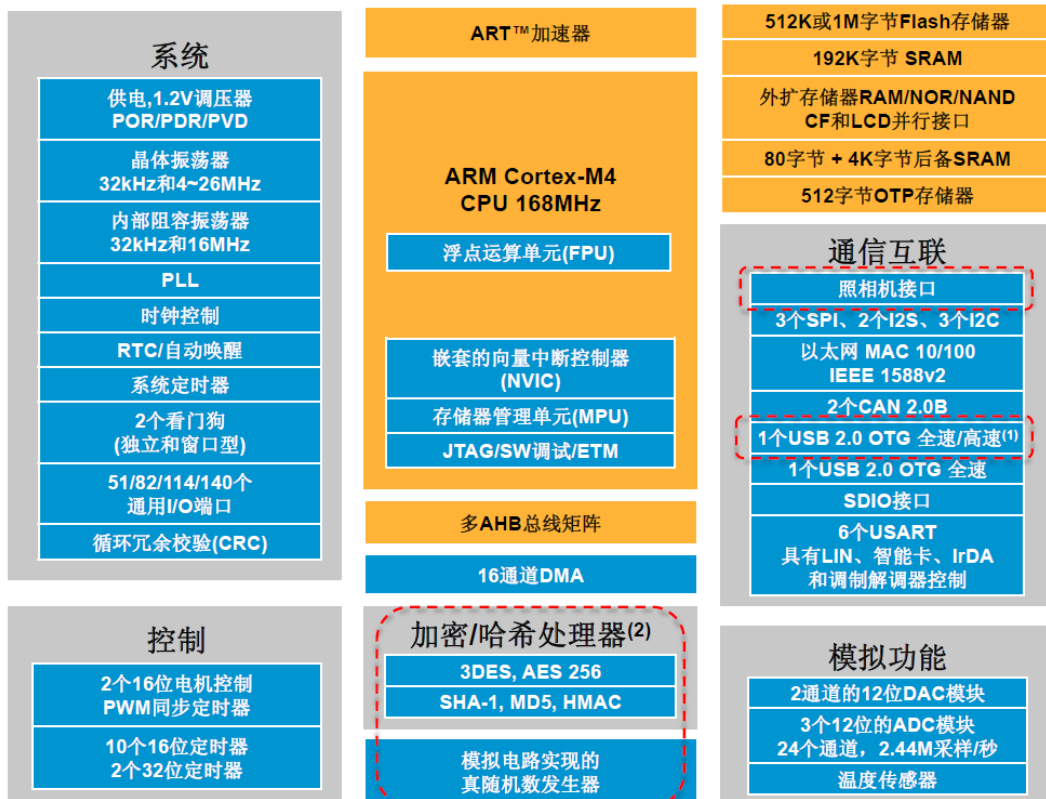 系统
供电,1.2V调压器
POR/PDR/PVD
晶体振荡器
32kHz和4~26MHz
内部阻容振荡器
32kHz和16MHz
PLL
时钟控制
RTC/自动唤醒
系统定时器
2个看门狗
(独立和窗口型)
51/82/114/140个
通用I/O端口
循环冗余校验(CRC)
控制
2个16位电机控制
PWM同步定时器
10个16位定时器
2个32位定时器
ART™加速器
ARM Cortex-M4
CPU 168MHz
浮点运算单元(FPU)
嵌套的向量中断控制器
(NVIC)
存储器管理单元(MPU)
JTAG/SW调试/ETM
多AHB总线矩阵
16通道DMA
加密/哈希处理器(2)
3DES, AES 256
SHA-1, MD5, HMAC
模拟电路实现的
真随机数发生器
512K或1M字节Flash存储器
192K字节 SRAM
外扩存储器RAM/NOR/NAND
CF和LCD并行接口
80字节 + 4K字节后备SRAM
512字节OTP存储器
通信互联
照相机接口
3个SPI、2个I2S、3个I2C
以太网 MAC 10/100
IEEE 1588v2
2个CAN 2.0B
1个USB 2.0 OTG 全速/高速(1)
1个USB 2.0 OTG 全速
SDIO接口
6个USART
具有LIN、智能卡、IrDA
和调制解调器控制
模拟功能
2通道的12位DAC模块
3个12位的ADC模块
24个通道，2.44M采样/秒
温度传感器